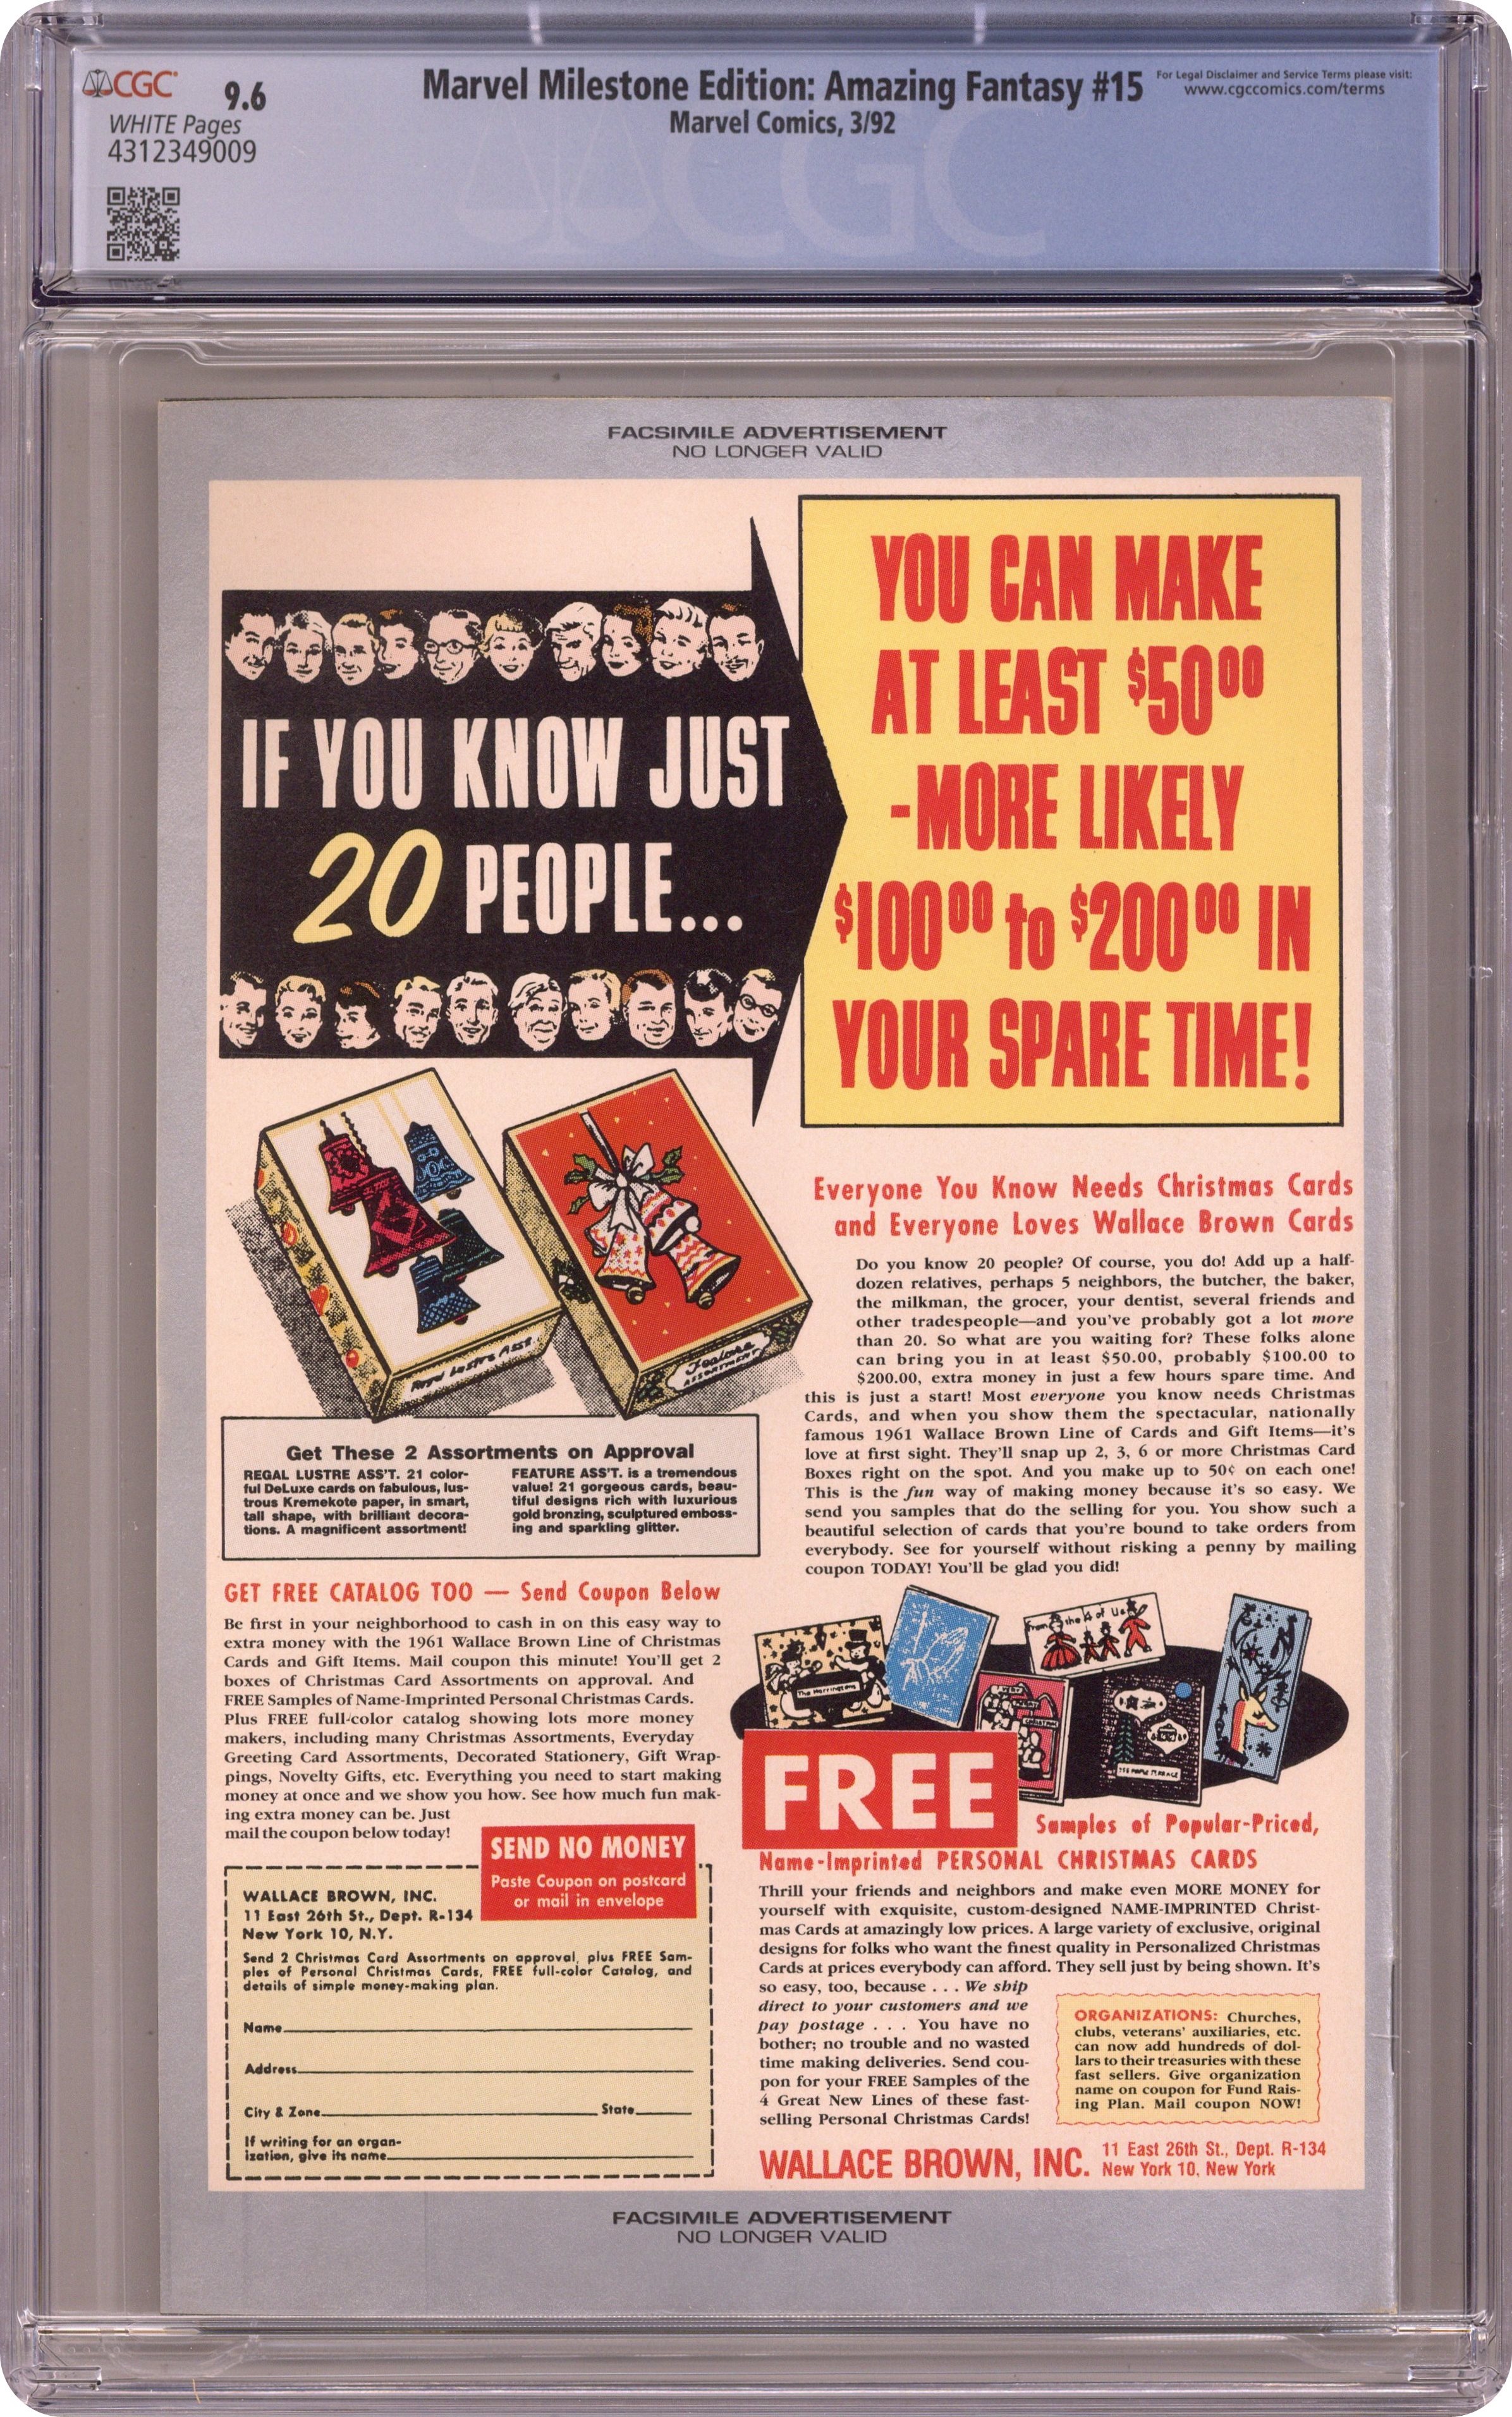 CGC
9.6
WHITE Pages
4312349009
Marvel Milestone Edition: Amazing Fantasy #15
Marvel Comics, 3/92
For Legal Disclaimer and Service Terms please visit:
www.cgccomics.com/terms
CGC
FACSIMILE ADVERTISEMENT
NO LONGER VALID
IF YOU KNOW JUST
20 PEOPLE...
YOU CAN MAKE
AT LEAST $50⁰⁰
-MORE LIKELY
$100⁰⁰ to $200⁰⁰ IN
YOUR SPARE TIME!
Regal Lustre Ass't
Feature
ASSORTMENT
Get These 2 Assortments on Approval
REGAL LUSTRE ASS'T. 21 color-
ful DeLuxe cards on fabulous, lus-
trous Kremekote paper, in smart,
tall shape, with brilliant decora-
tions. A magnificent assortment!
FEATURE ASS'T. is a tremendous
value! 21 gorgeous cards, beau-
tiful designs rich with luxurious
gold bronzing, sculptured emboss-
ing and sparkling glitter.
GET FREE CATALOG TOO — Send Coupon Below
Be first in your neighborhood to cash in on this easy way to
extra money with the 1961 Wallace Brown Line of Christmas
Cards and Gift Items. Mail coupon this minute! You'll get 2
boxes of Christmas Card Assortments on approval. And
FREE Samples of Name-Imprinted Personal Christmas Cards.
Plus FREE full-color catalog showing lots more money
makers, including many Christmas Assortments, Everyday
Greeting Card Assortments, Decorated Stationery, Gift Wrap-
pings, Novelty Gifts, etc. Everything you need to start making
money at once and we show you how. See how much fun mak-
ing extra money can be. Just
mail the coupon below today!
SEND NO MONEY
Paste Coupon on postcard
or mail in envelope
WALLACE BROWN, INC.
11 East 26th St., Dept. R-134
New York 10, N.Y.
Send 2 Christmas Card Assortments on approval, plus FREE Sam-
ples of Personal Christmas Cards, FREE full-color Catalog, and
details of simple money-making plan.
Name
Address
City & Zone State
If writing for an organ-
ization, give its name
Everyone You Know Needs Christmas Cards
and Everyone Loves Wallace Brown Cards
Do you know 20 people? Of course, you do! Add up a half-
dozen relatives, perhaps 5 neighbors, the butcher, the baker,
the milkman, the grocer, your dentist, several friends and
other tradespeople—and you've probably got a lot more
than 20. So what are you waiting for? These folks alone
can bring you in at least $50.00, probably $100.00 to
$200.00, extra money in just a few hours spare time. And
this is just a start! Most everyone you know needs Christmas
Cards, and when you show them the spectacular, nationally
famous 1961 Wallace Brown Line of Cards and Gift Items—it's
love at first sight. They'll snap up 2, 3, 6 or more Christmas Card
Boxes right on the spot. And you make up to 50¢ on each one!
This is the fun way of making money because it's so easy. We
send you samples that do the selling for you. You show such a
beautiful selection of cards that you're bound to take orders from
everybody. See for yourself without risking a penny by mailing
coupon TODAY! You'll be glad you did!
The Harringtons
From the 4 of Us
FREE
Samples of Popular-Priced,
Name-Imprinted PERSONAL CHRISTMAS CARDS
Thrill your friends and neighbors and make even MORE MONEY for
yourself with exquisite, custom-designed NAME-IMPRINTED Christ-
mas Cards at amazingly low prices. A large variety of exclusive, original
designs for folks who want the finest quality in Personalized Christmas
Cards at prices everybody can afford. They sell just by being shown. It's
so easy, too, because . . . We ship
direct to your customers and we
pay postage . . . You have no
bother; no trouble and no wasted
time making deliveries. Send cou-
pon for your FREE Samples of the
4 Great New Lines of these fast-
selling Personal Christmas Cards!
ORGANIZATIONS: Churches,
clubs, veterans' auxiliaries, etc.
can now add hundreds of dol-
lars to their treasuries with these
fast sellers. Give organization
name on coupon for Fund Rais-
ing Plan. Mail coupon NOW!
WALLACE BROWN, INC.
11 East 26th St., Dept. R-134
New York 10, New York
FACSIMILE ADVERTISEMENT
NO LONGER VALID